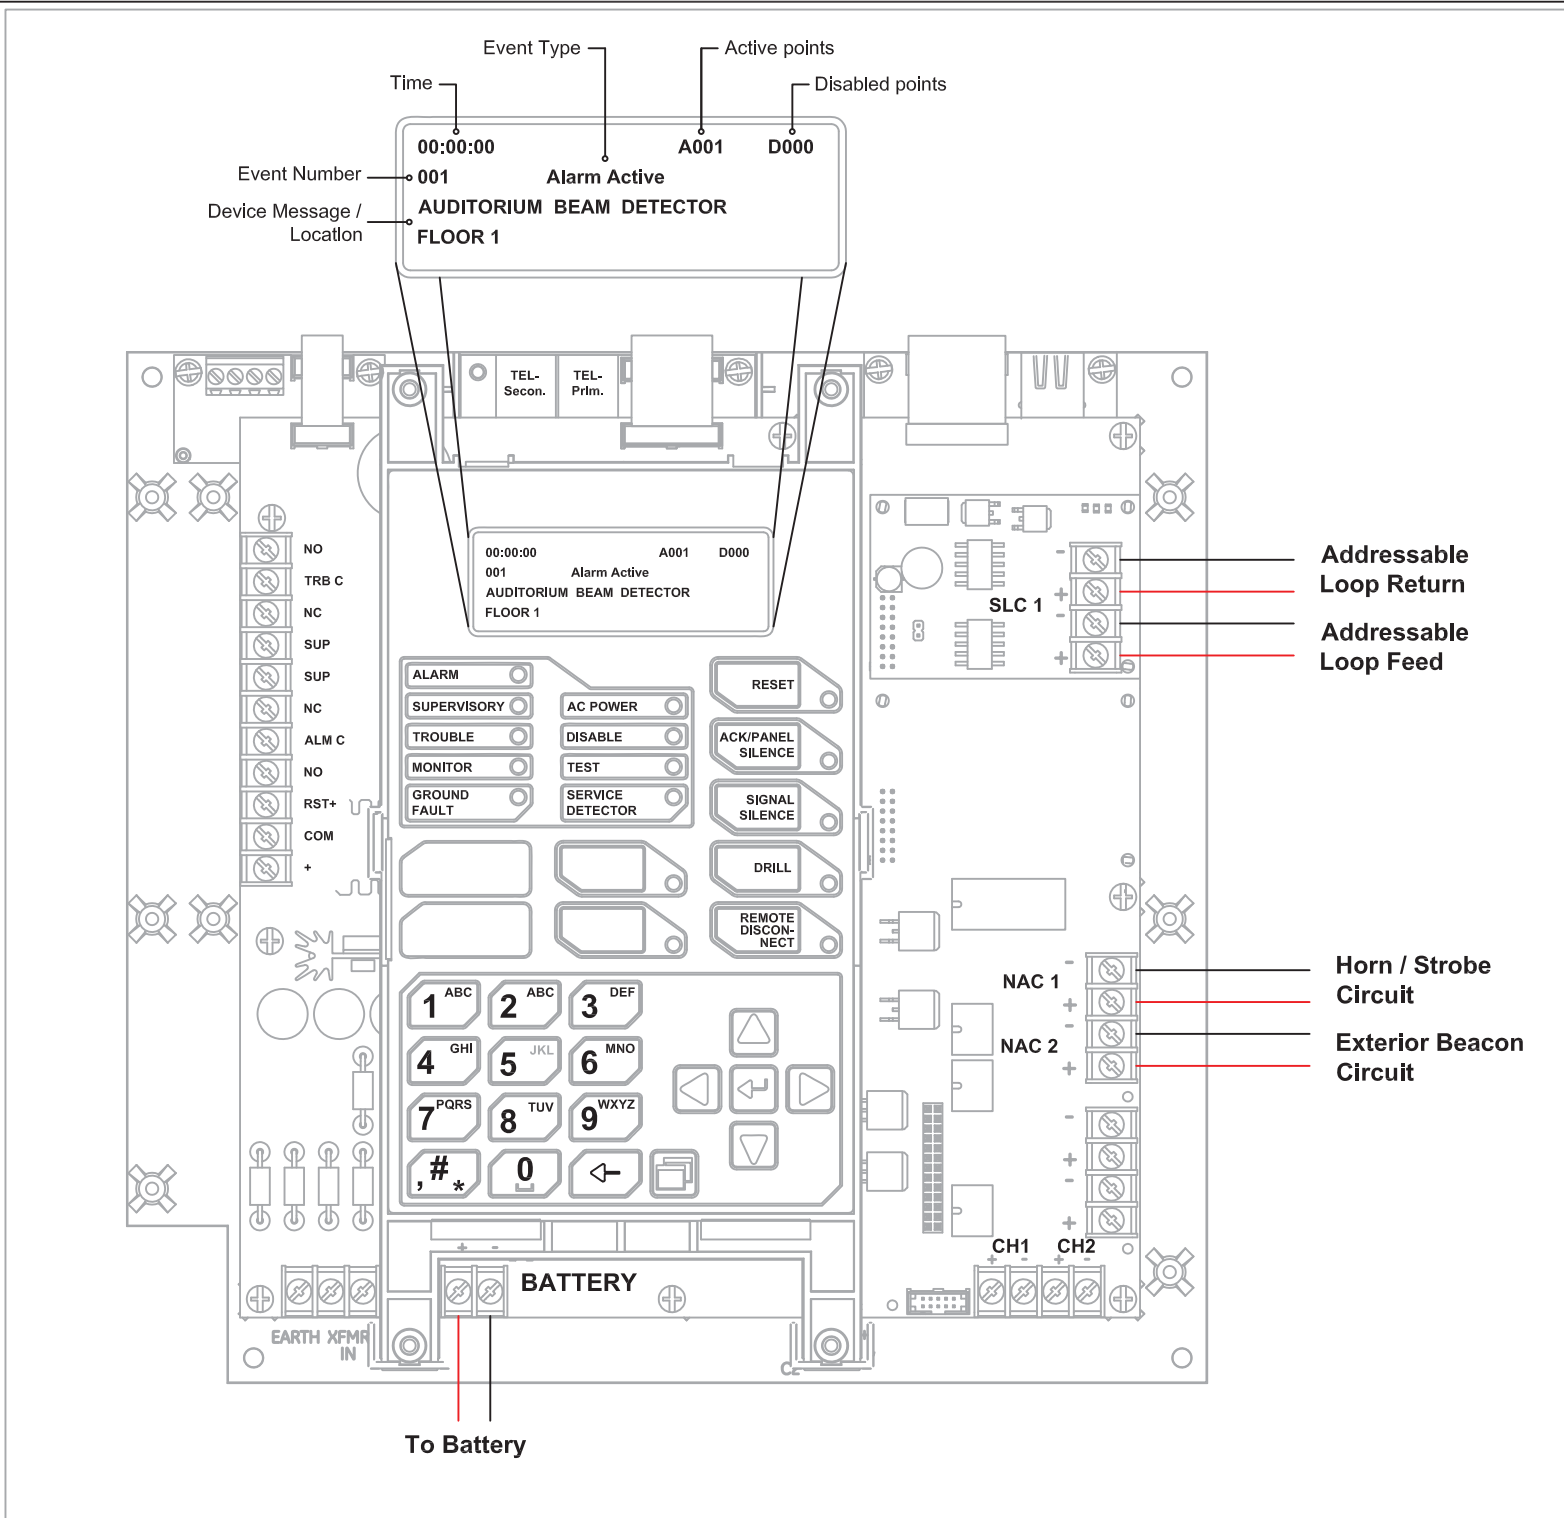 Event Type
Active points
Time
Disabled points
00:00:00 A001 D000
Event Number
001 Alarm Active
Device Message /
Location
AUDITORIUM BEAM DETECTOR
FLOOR 1
TEL-
Secon.
TEL-
Prim.
00:00:00 A001 D000
001 Alarm Active
AUDITORIUM BEAM DETECTOR
FLOOR 1
NO
TRB C
NC
SUP
SUP
NC
ALM C
NO
RST+
COM
+
ALARM
SUPERVISORY
TROUBLE
MONITOR
GROUND
FAULT
AC POWER
DISABLE
TEST
SERVICE
DETECTOR
RESET
ACK/PANEL
SILENCE
SIGNAL
SILENCE
DRILL
REMOTE
DISCON-
NECT
-
+
SLC 1
-
+
Addressable
Loop Return
Addressable
Loop Feed
1 ABC
2 ABC
3 DEF
4 GHI
5 JKL
6 MNO
7 PQRS
8 TUV
9 WXYZ
, # *
0
-
NAC 1
+
-
NAC 2
+
Horn / Strobe
Circuit
Exterior Beacon
Circuit
-
+
-
+
CH1 CH2
+ - + -
+ -
BATTERY
EARTH XFMR
IN
To Battery